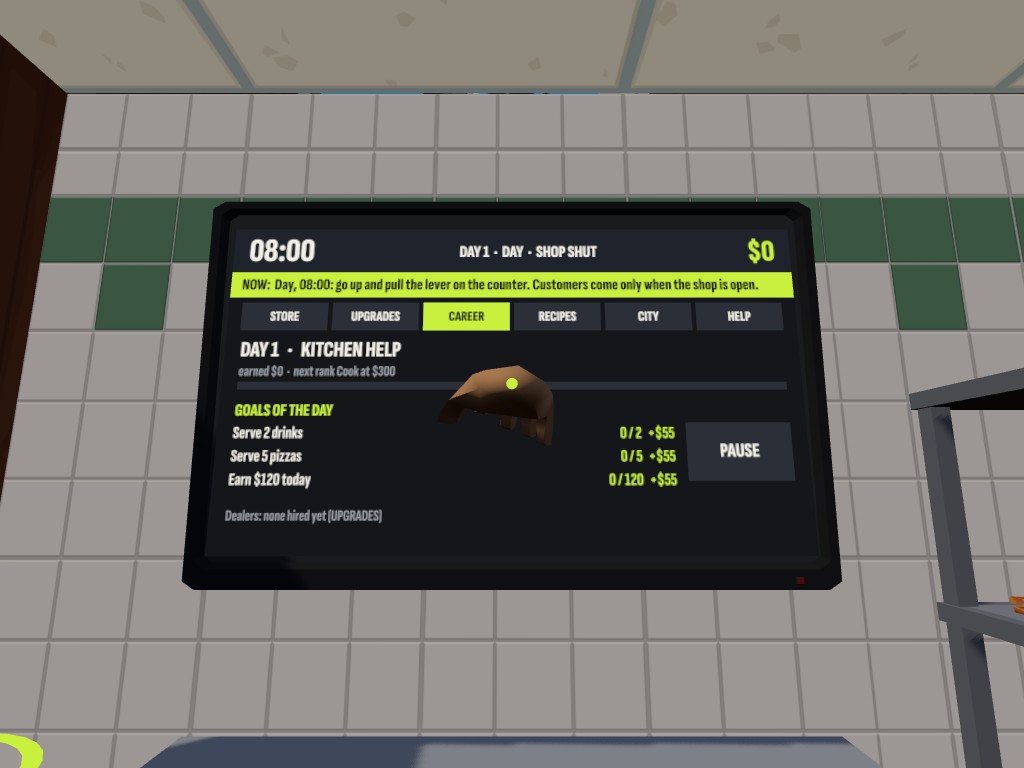 08:00
DAY 1 · DAY · SHOP SHUT
$0
NOW: Day, 08:00: go up and pull the lever on the counter. Customers come only when the shop is open.
STORE
UPGRADES
CAREER
RECIPES
CITY
HELP
DAY 1 · KITCHEN HELP
earned $0 · next rank Cook at $300
GOALS OF THE DAY
Serve 2 drinks 0/2 +$55
Serve 5 pizzas 0/5 +$55
Earn $120 today 0/120 +$55
PAUSE
Dealers: none hired yet (UPGRADES)